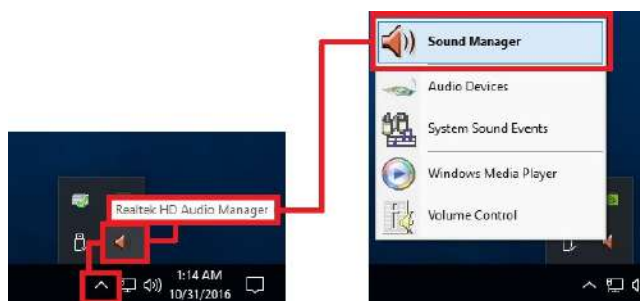 Sound Manager
Audio Devices
System Sound Events
Windows Media Player
Volume Control
Realtek HD Audio Manager
1:14 AM
10/31/2016